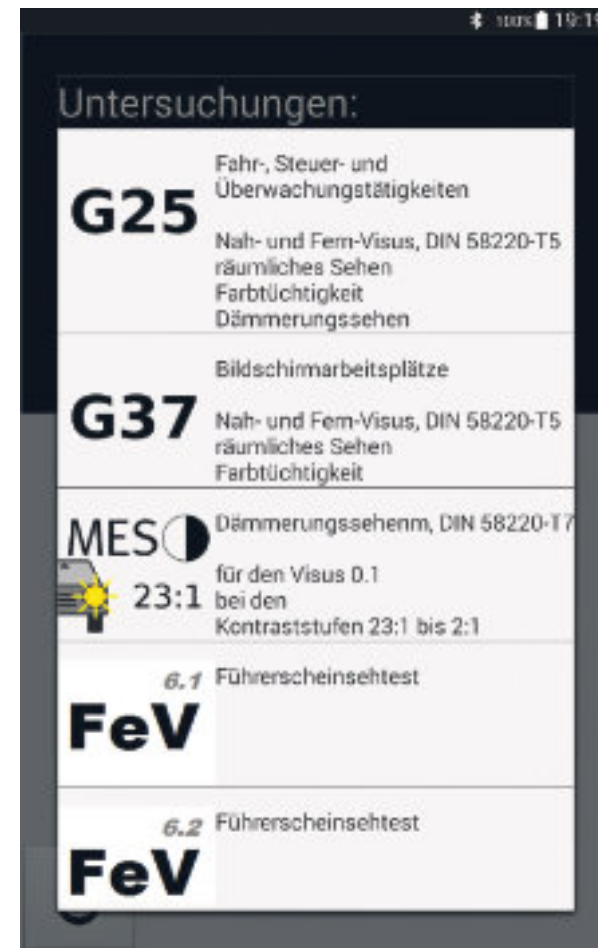 100% 19:19
Untersuchungen:
G25
Fahr-, Steuer- und
Überwachungstätigkeiten
Nah- und Fern-Visus, DIN 58220-T5
räumliches Sehen
Farbtüchtigkeit
Dämmerungssehen
G37
Bildschirmarbeitsplätze
Nah- und Fern-Visus, DIN 58220-T5
räumliches Sehen
Farbtüchtigkeit
MES
23:1
Dämmerungssehenm, DIN 58220-T7
für den Visus 0.1
bei den
Kontraststufen 23:1 bis 2:1
6.1 Führerscheinsehtest
FeV
6.2 Führerscheinsehtest
FeV